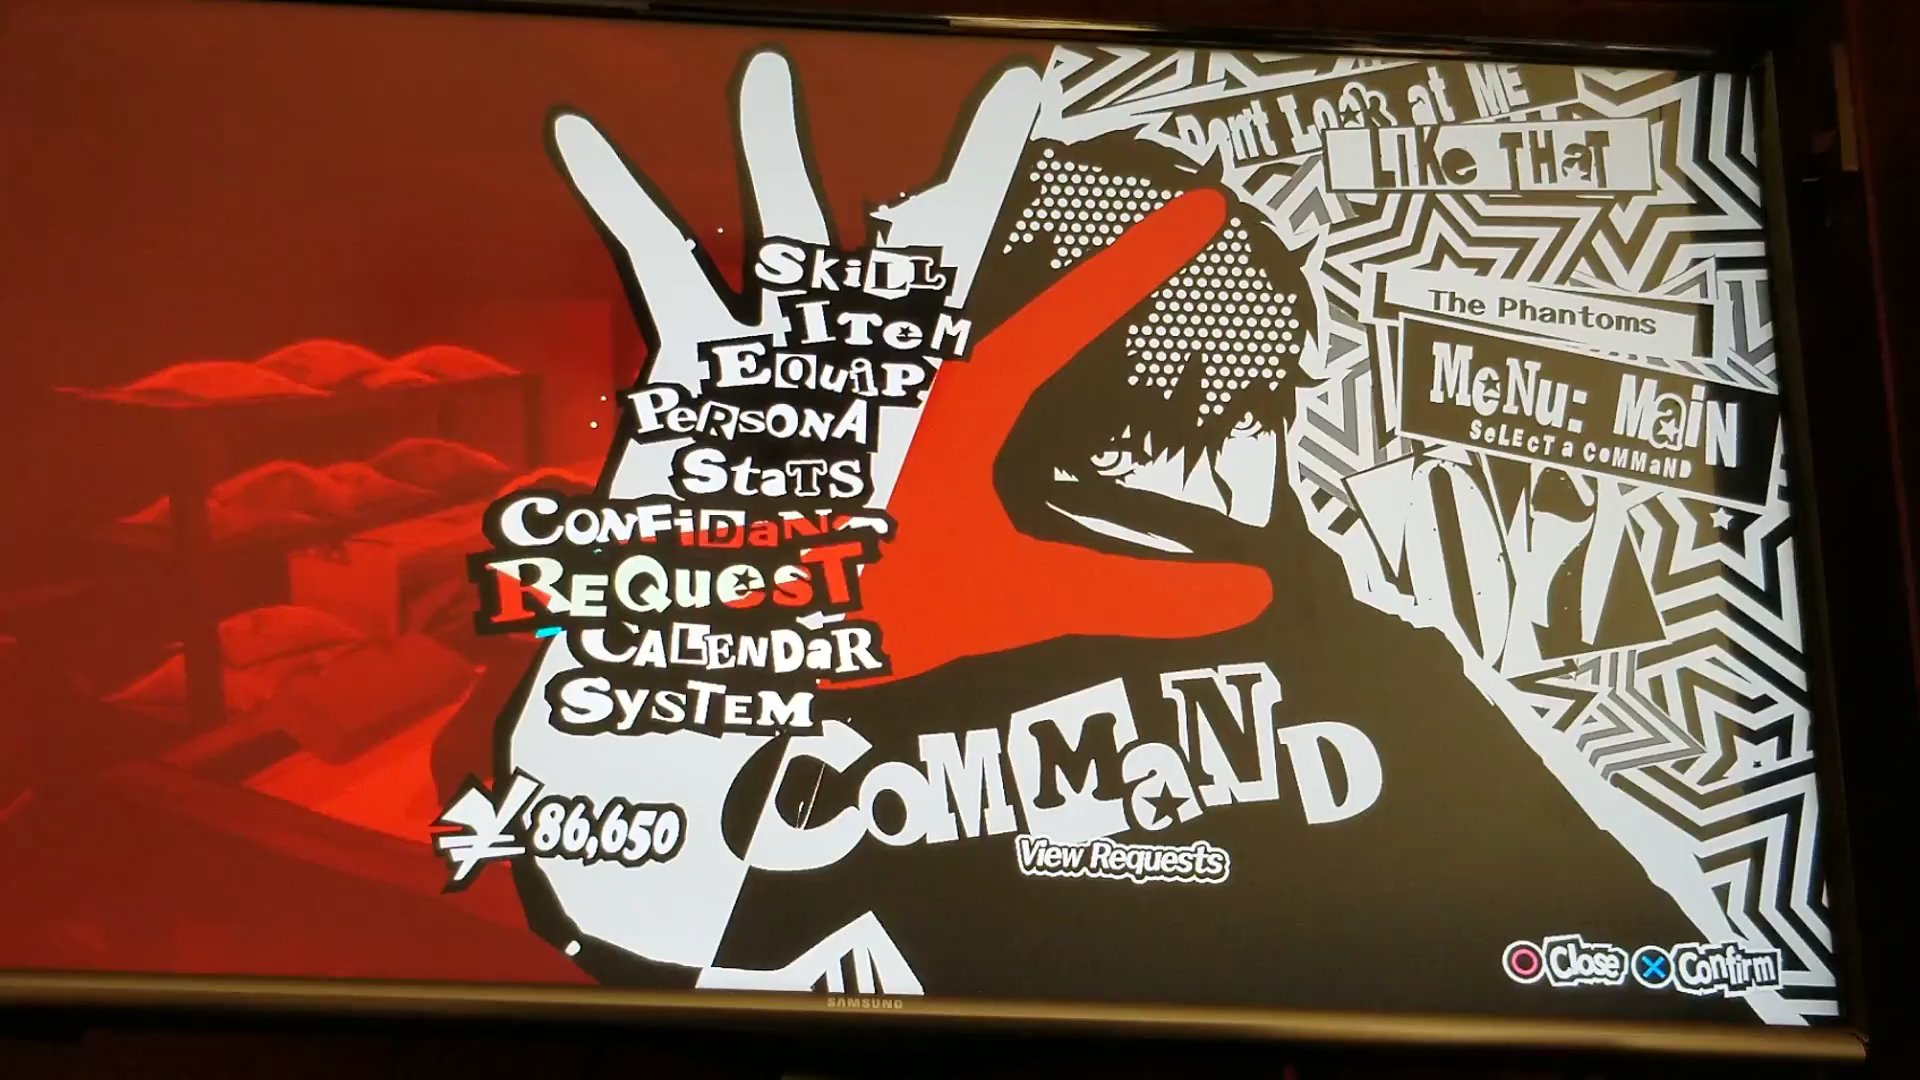 Don't Look at ME
LIKe THat
The Phantoms
MeNu: MaiN
SeLEcT a CoMMaND
SkiLL
ITeM
EQuiP
PeRSONA
StaTS
CONFiDaNT
ReQuesT
CALENDaR
SySTEM
¥ 86,650
CoMMaND
View Requests
Close Confirm
SAMSUNG